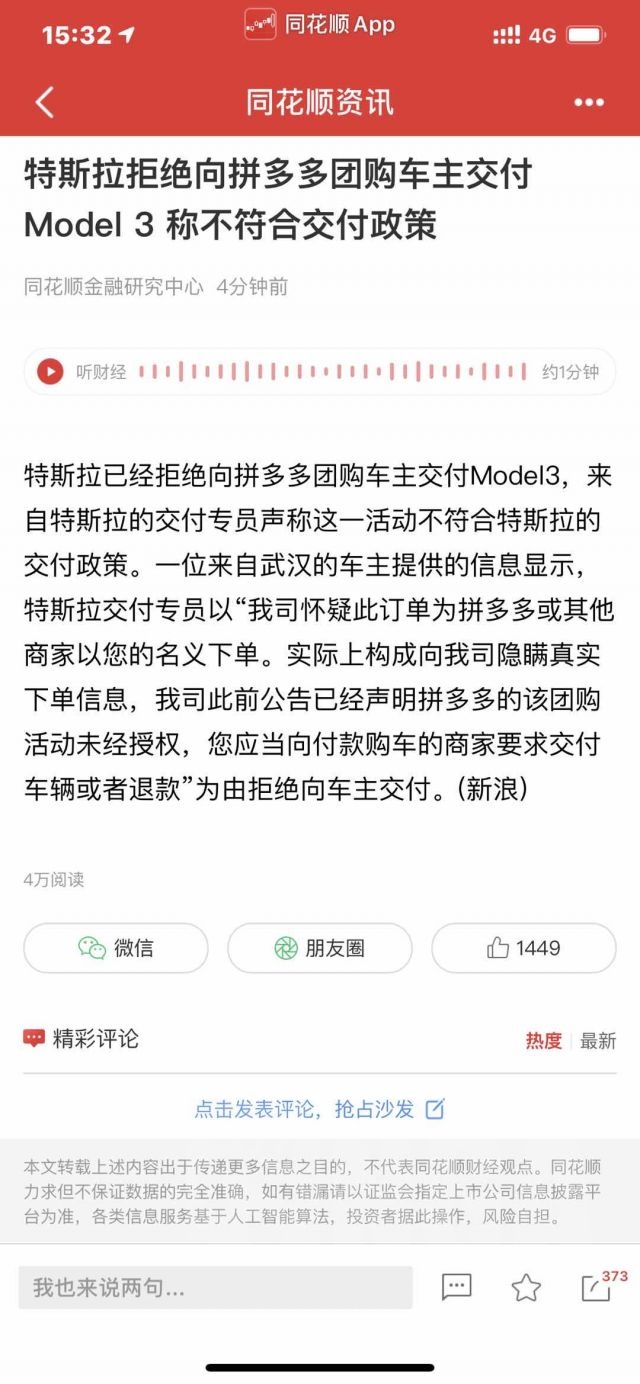 15:32
同花顺App
4G
同花顺资讯
特斯拉拒绝向拼多多团购车主交付
Model 3 称不符合交付政策
同花顺金融研究中心 4分钟前
听财经
约1分钟
特斯拉已经拒绝向拼多多团购车主交付Model3，来
自特斯拉的交付专员声称这一活动不符合特斯拉的
交付政策。一位来自武汉的车主提供的信息显示，
特斯拉交付专员以“我司怀疑此订单为拼多多或其他
商家以您的名义下单。实际上构成向我司隐瞒真实
下单信息，我司此前公告已经声明拼多多的该团购
活动未经授权，您应当向付款购车的商家要求交付
车辆或者退款”为由拒绝向车主交付。(新浪)
4万阅读
微信
朋友圈
1449
精彩评论
热度
最新
点击发表评论，抢占沙发
本文转载上述内容出于传递更多信息之目的，不代表同花顺财经观点。同花顺
力求但不保证数据的完全准确，如有错漏请以证监会指定上市公司信息披露平
台为准，各类信息服务基于人工智能算法，投资者据此操作，风险自担。
我也来说两句...
373